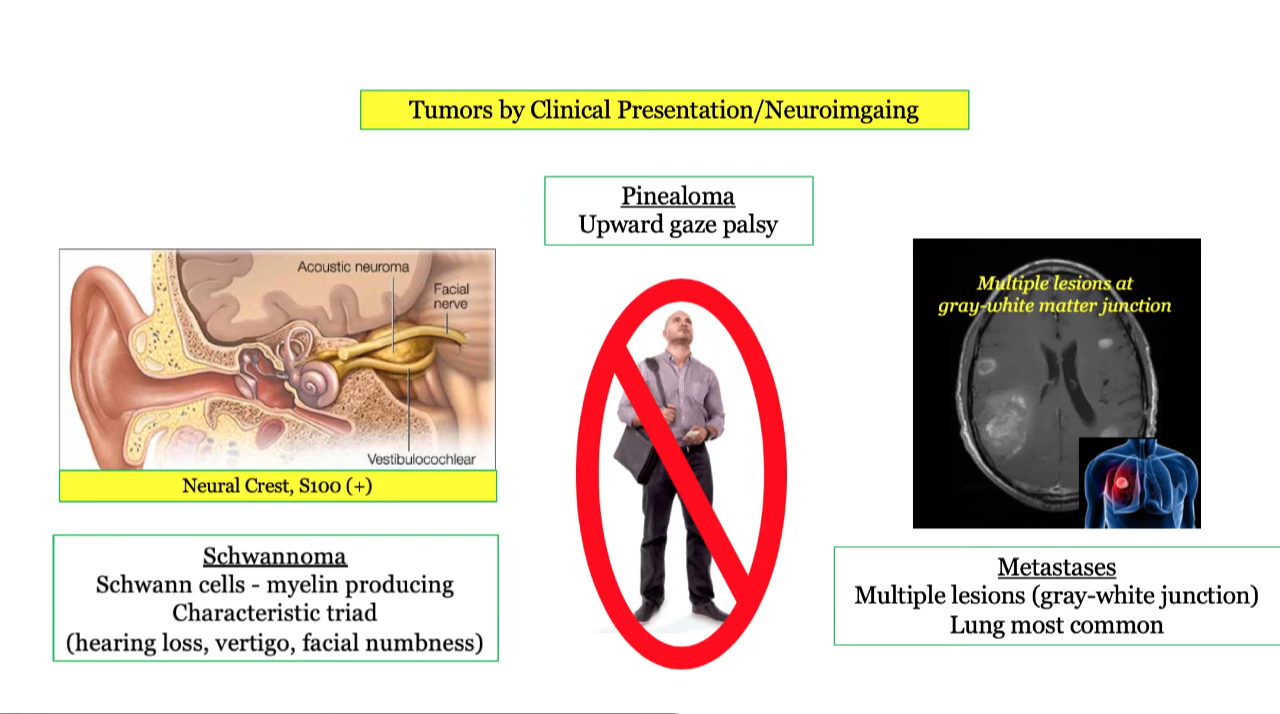 Tumors by Clinical Presentation/Neuroimgaing
Pinealoma
Upward gaze palsy
Acoustic neuroma
Facial
nerve
Vestibulocochlear
Neural Crest, S100 (+)
Schwannoma
Schwann cells - myelin producing
Characteristic triad
(hearing loss, vertigo, facial numbness)
Multiple lesions at
gray-white matter junction
Metastases
Multiple lesions (gray-white junction)
Lung most common